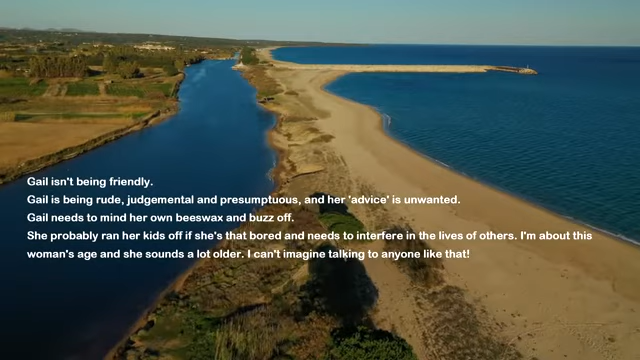 Gail isn't being friendly.
Gail is being rude, judgemental and presumptuous, and her 'advice' is unwanted.
Gail needs to mind her own beeswax and buzz off.
She probably ran her kids off if she's that bored and needs to interfere in the lives of others. I'm about this
woman's age and she sounds a lot older. I can't imagine talking to anyone like that!